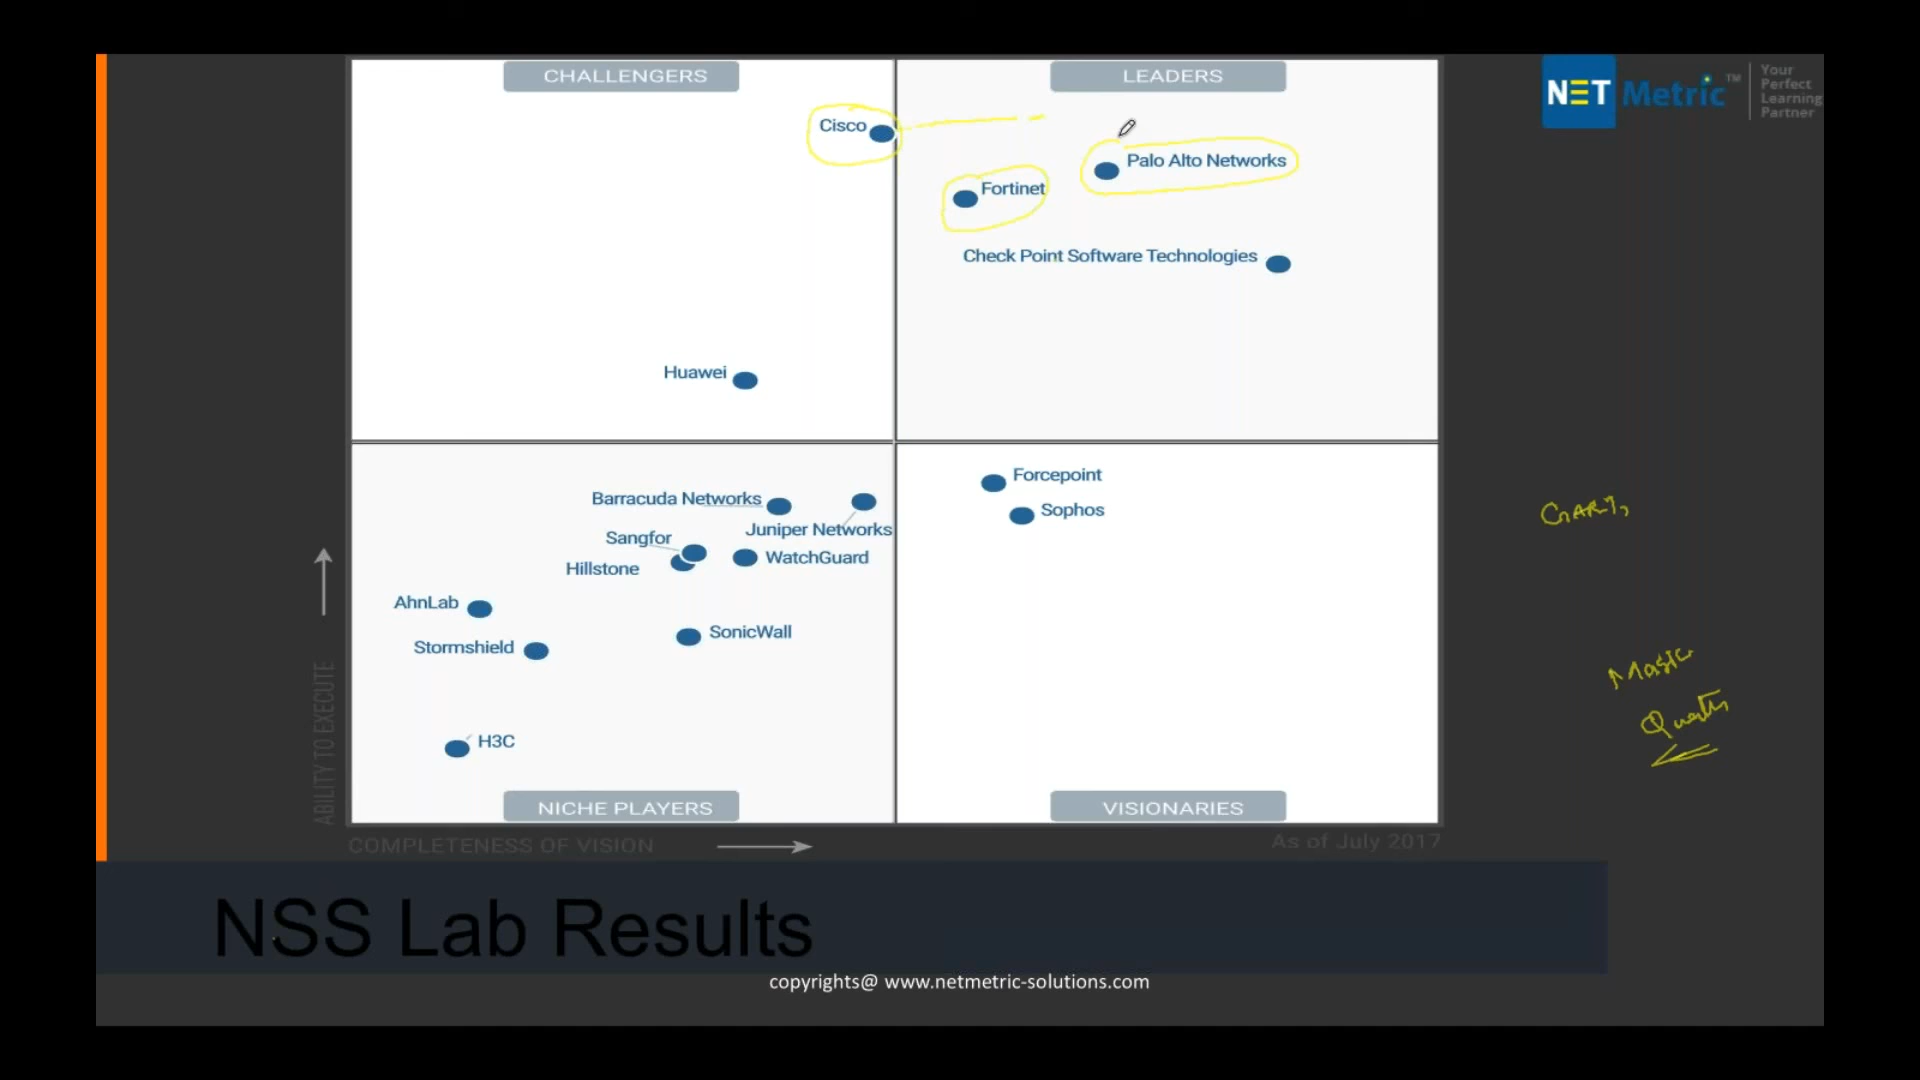 CHALLENGERS
LEADERS
NET Metric™
Your
Perfect
Learning
Partner
Cisco
Palo Alto Networks
Fortinet
Check Point Software Technologies
Huawei
Forcepoint
Barracuda Networks
Sophos
Juniper Networks
Sangfor
WatchGuard
Hillstone
AhnLab
SonicWall
Stormshield
H3C
ABILITY TO EXECUTE
NICHE PLAYERS
VISIONARIES
COMPLETENESS OF VISION
As of July 2017
NSS Lab Results
copyrights@ www.netmetric-solutions.com